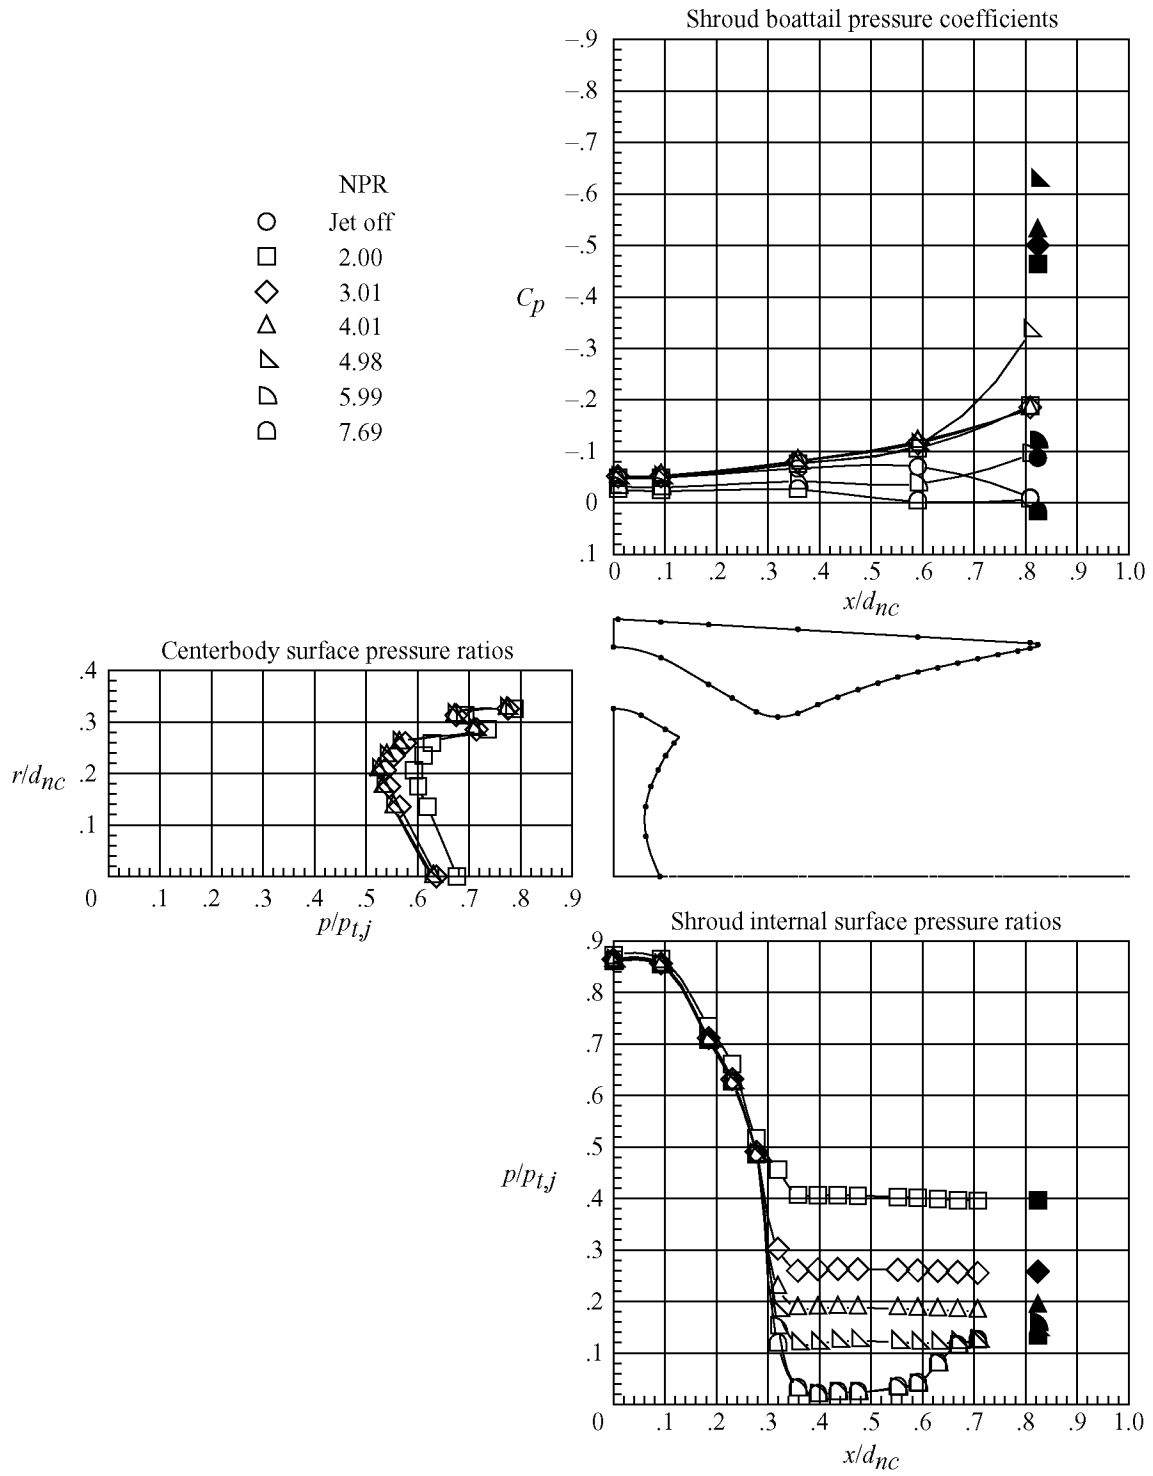 Shroud boattail pressure coefficients
–.9
–.8
–.7
–.6
–.5
–.4
–.3
–.2
–.1
0
.1
Cp
0 .1 .2 .3 .4 .5 .6 .7 .8 .9 1.0
x/dnc
NPR
Jet off
2.00
3.01
4.01
4.98
5.99
7.69
Centerbody surface pressure ratios
.4
.3
.2
.1
r/dnc
0 .1 .2 .3 .4 .5 .6 .7 .8 .9
p/pt,j
Shroud internal surface pressure ratios
.9
.8
.7
.6
.5
.4
.3
.2
.1
p/pt,j
0 .1 .2 .3 .4 .5 .6 .7 .8 .9 1.0
x/dnc